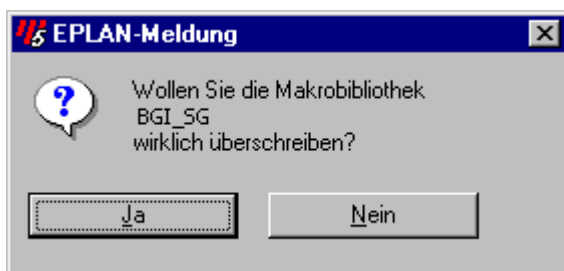 EPLAN-Meldung
Wollen Sie die Makrobibliothek
BGI_SG
wirklich überschreiben?
Ja
Nein